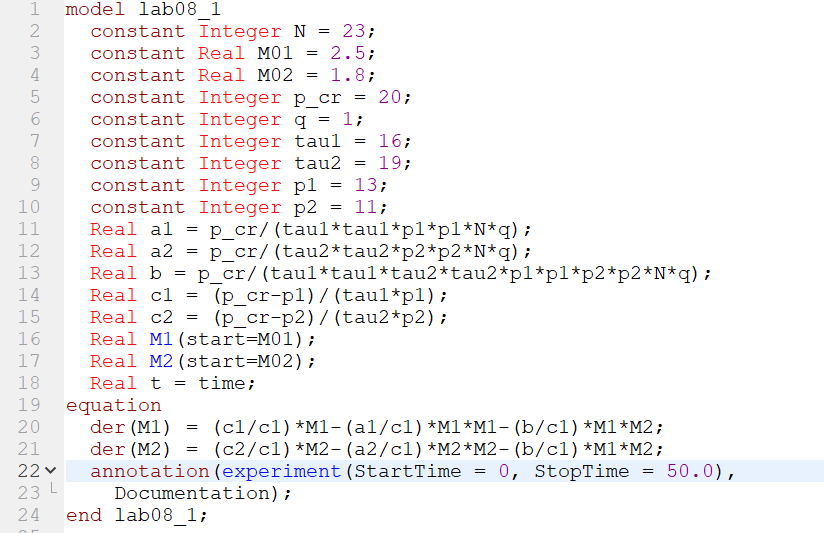 1 model lab08_1
2   constant Integer N = 23;
3   constant Real M01 = 2.5;
4   constant Real M02 = 1.8;
5   constant Integer p_cr = 20;
6   constant Integer q = 1;
7   constant Integer tau1 = 16;
8   constant Integer tau2 = 19;
9   constant Integer p1 = 13;
10   constant Integer p2 = 11;
11   Real a1 = p_cr/(tau1*tau1*p1*p1*N*q);
12   Real a2 = p_cr/(tau2*tau2*p2*p2*N*q);
13   Real b = p_cr/(tau1*tau1*tau2*tau2*p1*p1*p2*p2*N*q);
14   Real c1 = (p_cr-p1)/(tau1*p1);
15   Real c2 = (p_cr-p2)/(tau2*p2);
16   Real M1(start=M01);
17   Real M2(start=M02);
18   Real t = time;
19 equation
20   der(M1) = (c1/c1)*M1-(a1/c1)*M1*M1-(b/c1)*M1*M2;
21   der(M2) = (c2/c1)*M2-(a2/c1)*M2*M2-(b/c1)*M1*M2;
22   annotation(experiment(StartTime = 0, StopTime = 50.0),
23     Documentation);
24 end lab08_1;